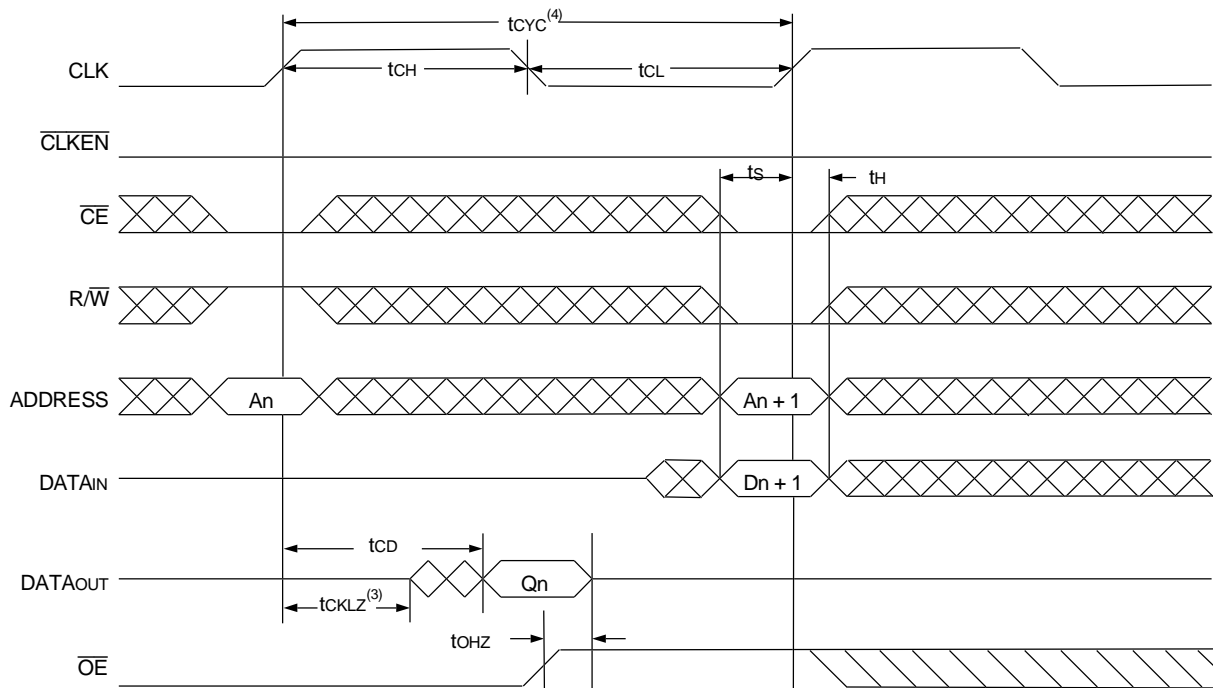 tCYC(4)
CLK
tCH
tCL
CLKEN
tS
tH
CE
R/W
ADDRESS
An
An + 1
DATAIN
Dn + 1
tCD
DATAOUT
Qn
tCKLZ(3)
tOHZ
OE